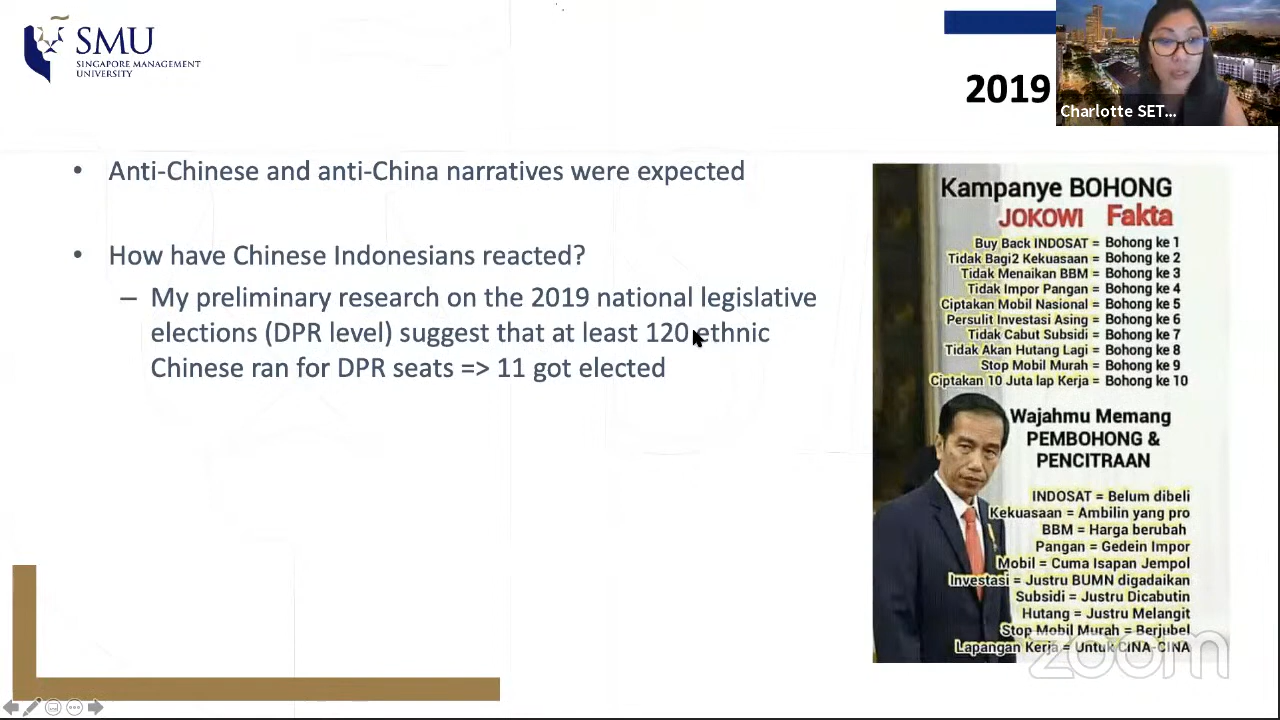 SMU
SINGAPORE MANAGEMENT
UNIVERSITY
2019
Charlotte SET...
• Anti-Chinese and anti-China narratives were expected
• How have Chinese Indonesians reacted?
– My preliminary research on the 2019 national legislative
elections (DPR level) suggest that at least 120 ethnic
Chinese ran for DPR seats => 11 got elected
Kampanye BOHONG
JOKOWI Fakta
Buy Back INDOSAT = Bohong ke 1
Tidak Bagi2 Kekuasaan = Bohong ke 2
Tidak Menaikan BBM = Bohong ke 3
Tidak Impor Pangan = Bohong ke 4
Ciptakan Mobil Nasional = Bohong ke 5
Persulit Investasi Asing = Bohong ke 6
Tidak Cabut Subsidi = Bohong ke 7
Tidak Akan Hutang Lagi = Bohong ke 8
Stop Mobil Murah = Bohong ke 9
Ciptakan 10 Juta lap Kerja = Bohong ke 10
Wajahmu Memang
PEMBOHONG &
PENCITRAAN
INDOSAT = Belum dibeli
Kekuasaan = Ambilin yang pro
BBM = Harga berubah
Pangan = Gedein Impor
Mobil = Cuma Isapan Jempol
Investasi = Justru BUMN digadaikan
Subsidi = Justru Dicabutin
Hutang = Justru Melangit
Stop Mobil Murah = Berjubel
Lapangan Kerja = Untuk CINA-CINA
zoom